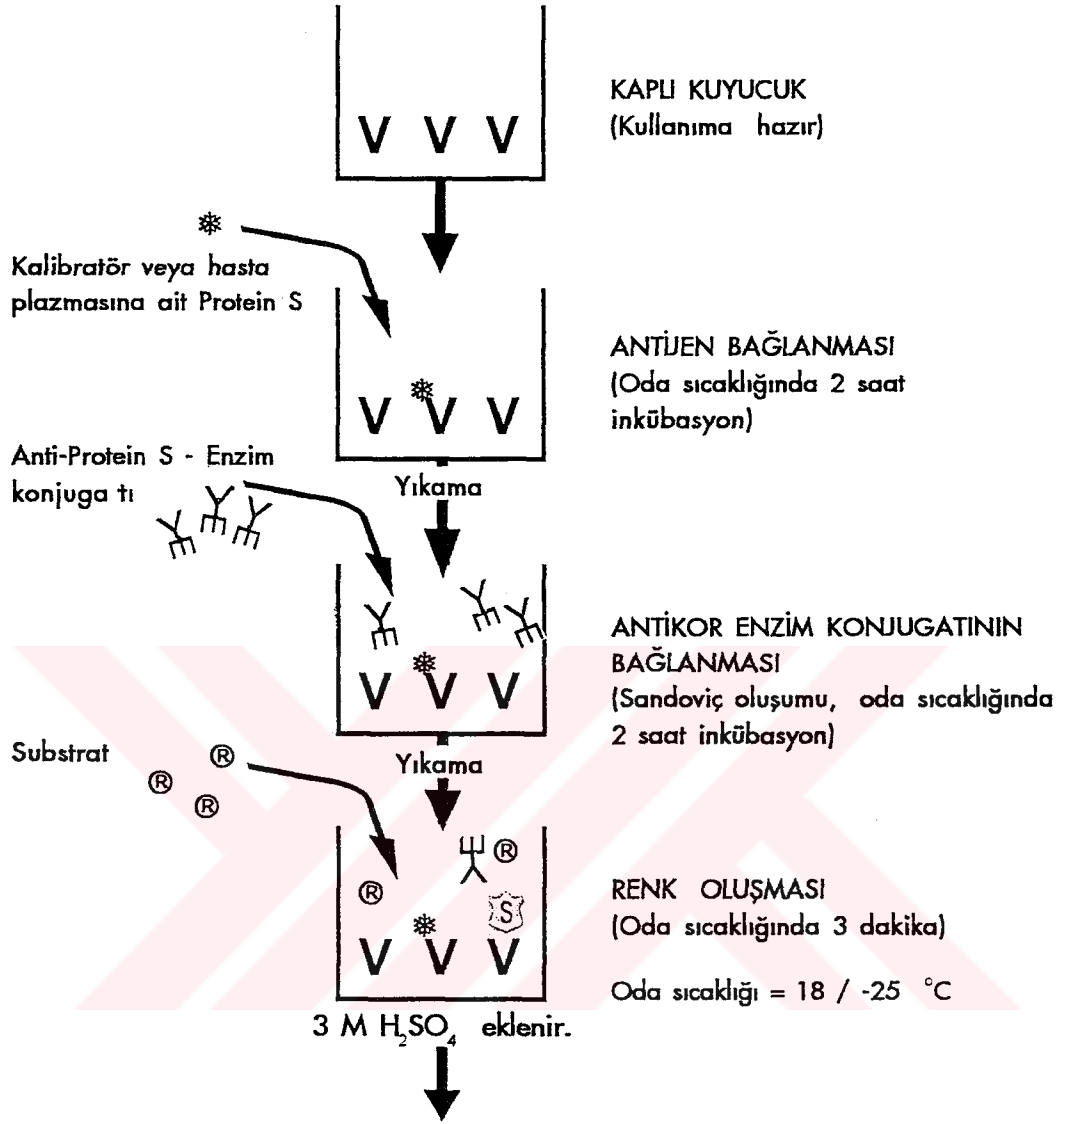 KAPLI KUYUCUK
(Kullanıma hazır)
V V V
Kalibratör veya hasta
plazmasına ait Protein S
ANTİJEN BAĞLANMASI
(Oda sıcaklığında 2 saat
inkübasyon)
V V V
Anti-Protein S - Enzim
konjuga tı
Yıkama
ANTİKOR ENZİM KONJUGATININ
BAĞLANMASI
(Sandoviç oluşumu, oda sıcaklığında
2 saat inkübasyon)
V V V
Substrat
® ® ®
Yıkama
® ®
S
RENK OLUŞMASI
(Oda sıcaklığında 3 dakika)
V V V
Oda sıcaklığı = 18 / -25 °C
3 M H₂SO₄ eklenir.